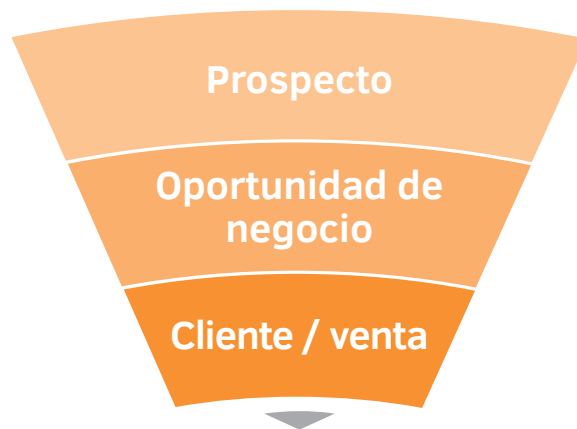 Prospecto
Oportunidad de
negocio
Cliente / venta